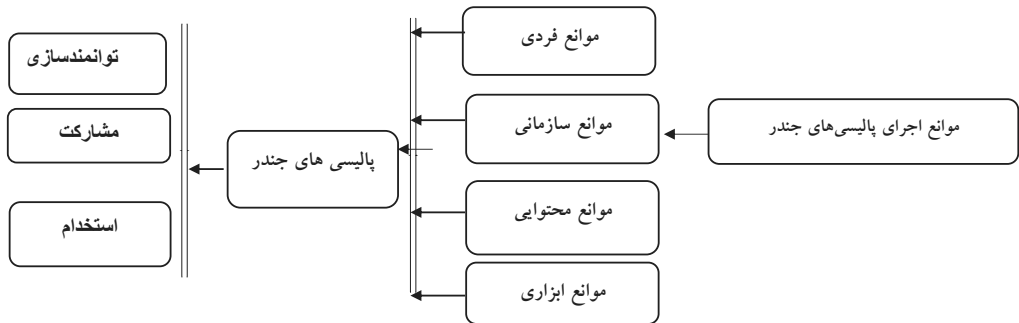 موانع اجرای پالیسی‌های جندر
موانع فردی
موانع سازمانی
موانع محتوایی
موانع ابزاری
پالیسی های جندر
توانمندسازی
مشارکت
استخدام